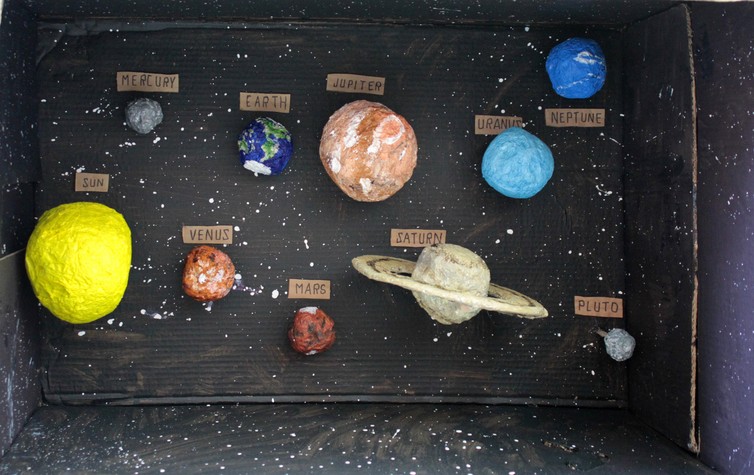 MERCURY
EARTH
JUPITER
URANUS
NEPTUNE
SUN
VENUS
MARS
SATURN
PLUTO